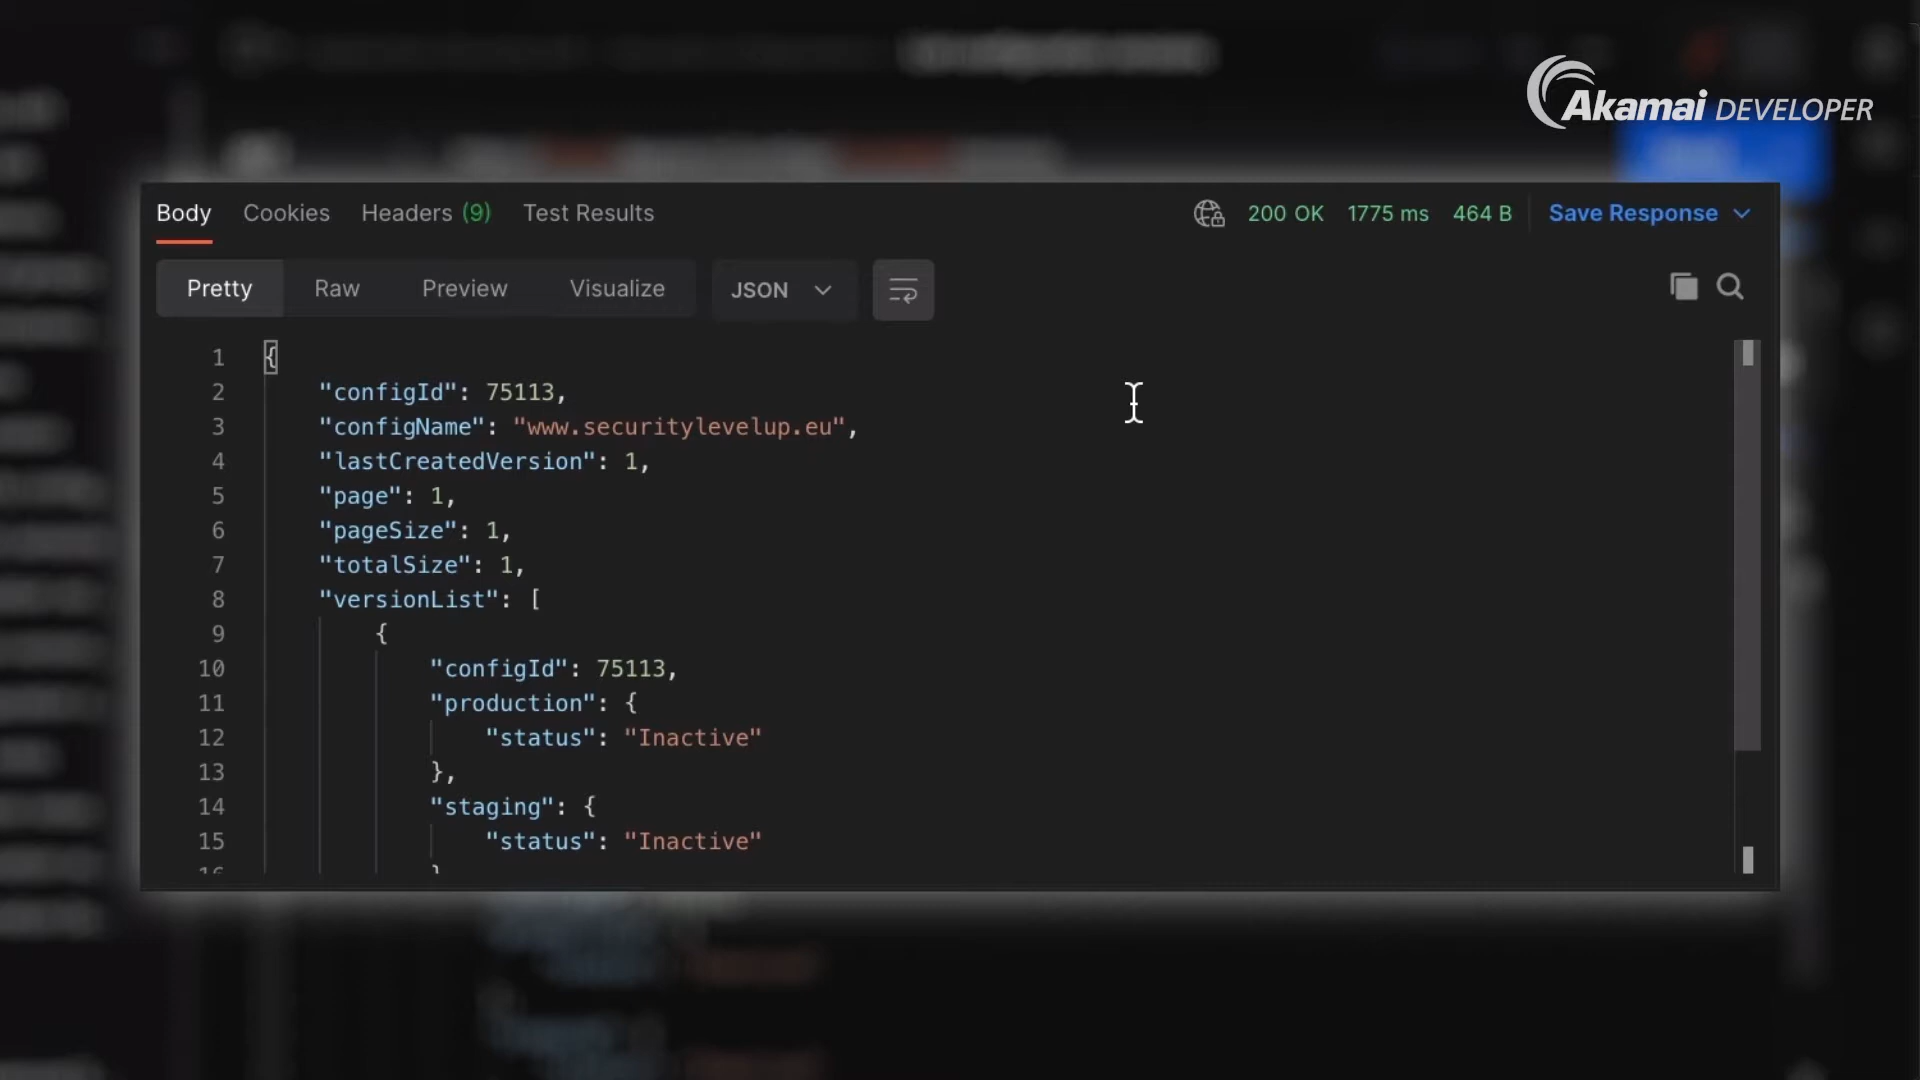 Akamai DEVELOPER
Body Cookies Headers (9) Test Results 200 OK 1775 ms 464 B Save Response
Pretty Raw Preview Visualize JSON
1 {
2 "configId": 75113,
3 "configName": "www.securitylevelup.eu",
4 "lastCreatedVersion": 1,
5 "page": 1,
6 "pageSize": 1,
7 "totalSize": 1,
8 "versionList": [
9 {
10 "configId": 75113,
11 "production": {
12 "status": "Inactive"
13 },
14 "staging": {
15 "status": "Inactive"
16 }